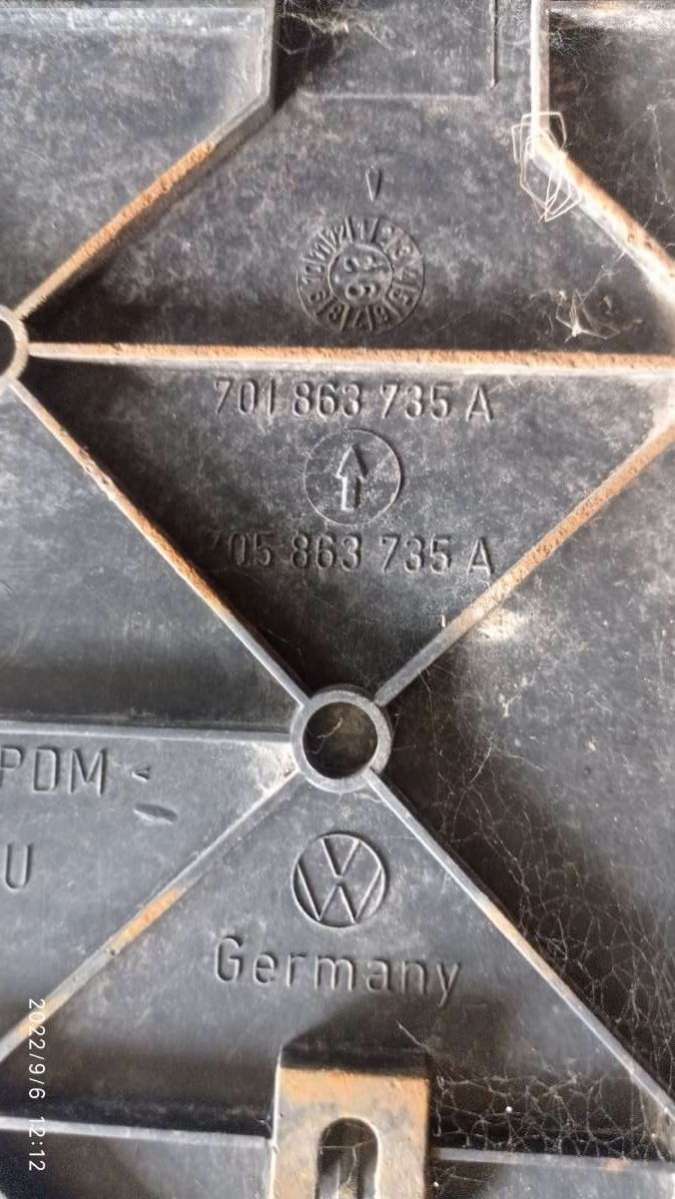 701 863 735 A
705 863 735 A
PDM <
U
Germany
2022/9/6 12:12